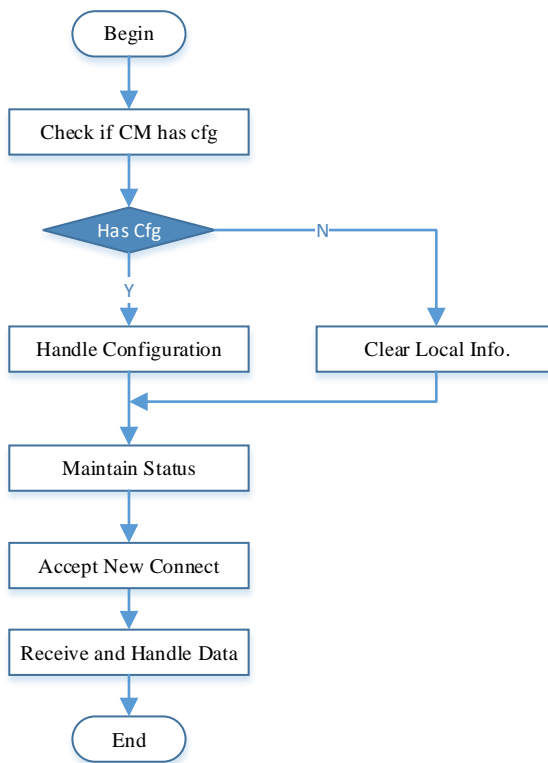 Begin
Check if CM has cfg
Has Cfg
N
Y
Handle Configuration
Clear Local Info.
Maintain Status
Accept New Connect
Receive and Handle Data
End